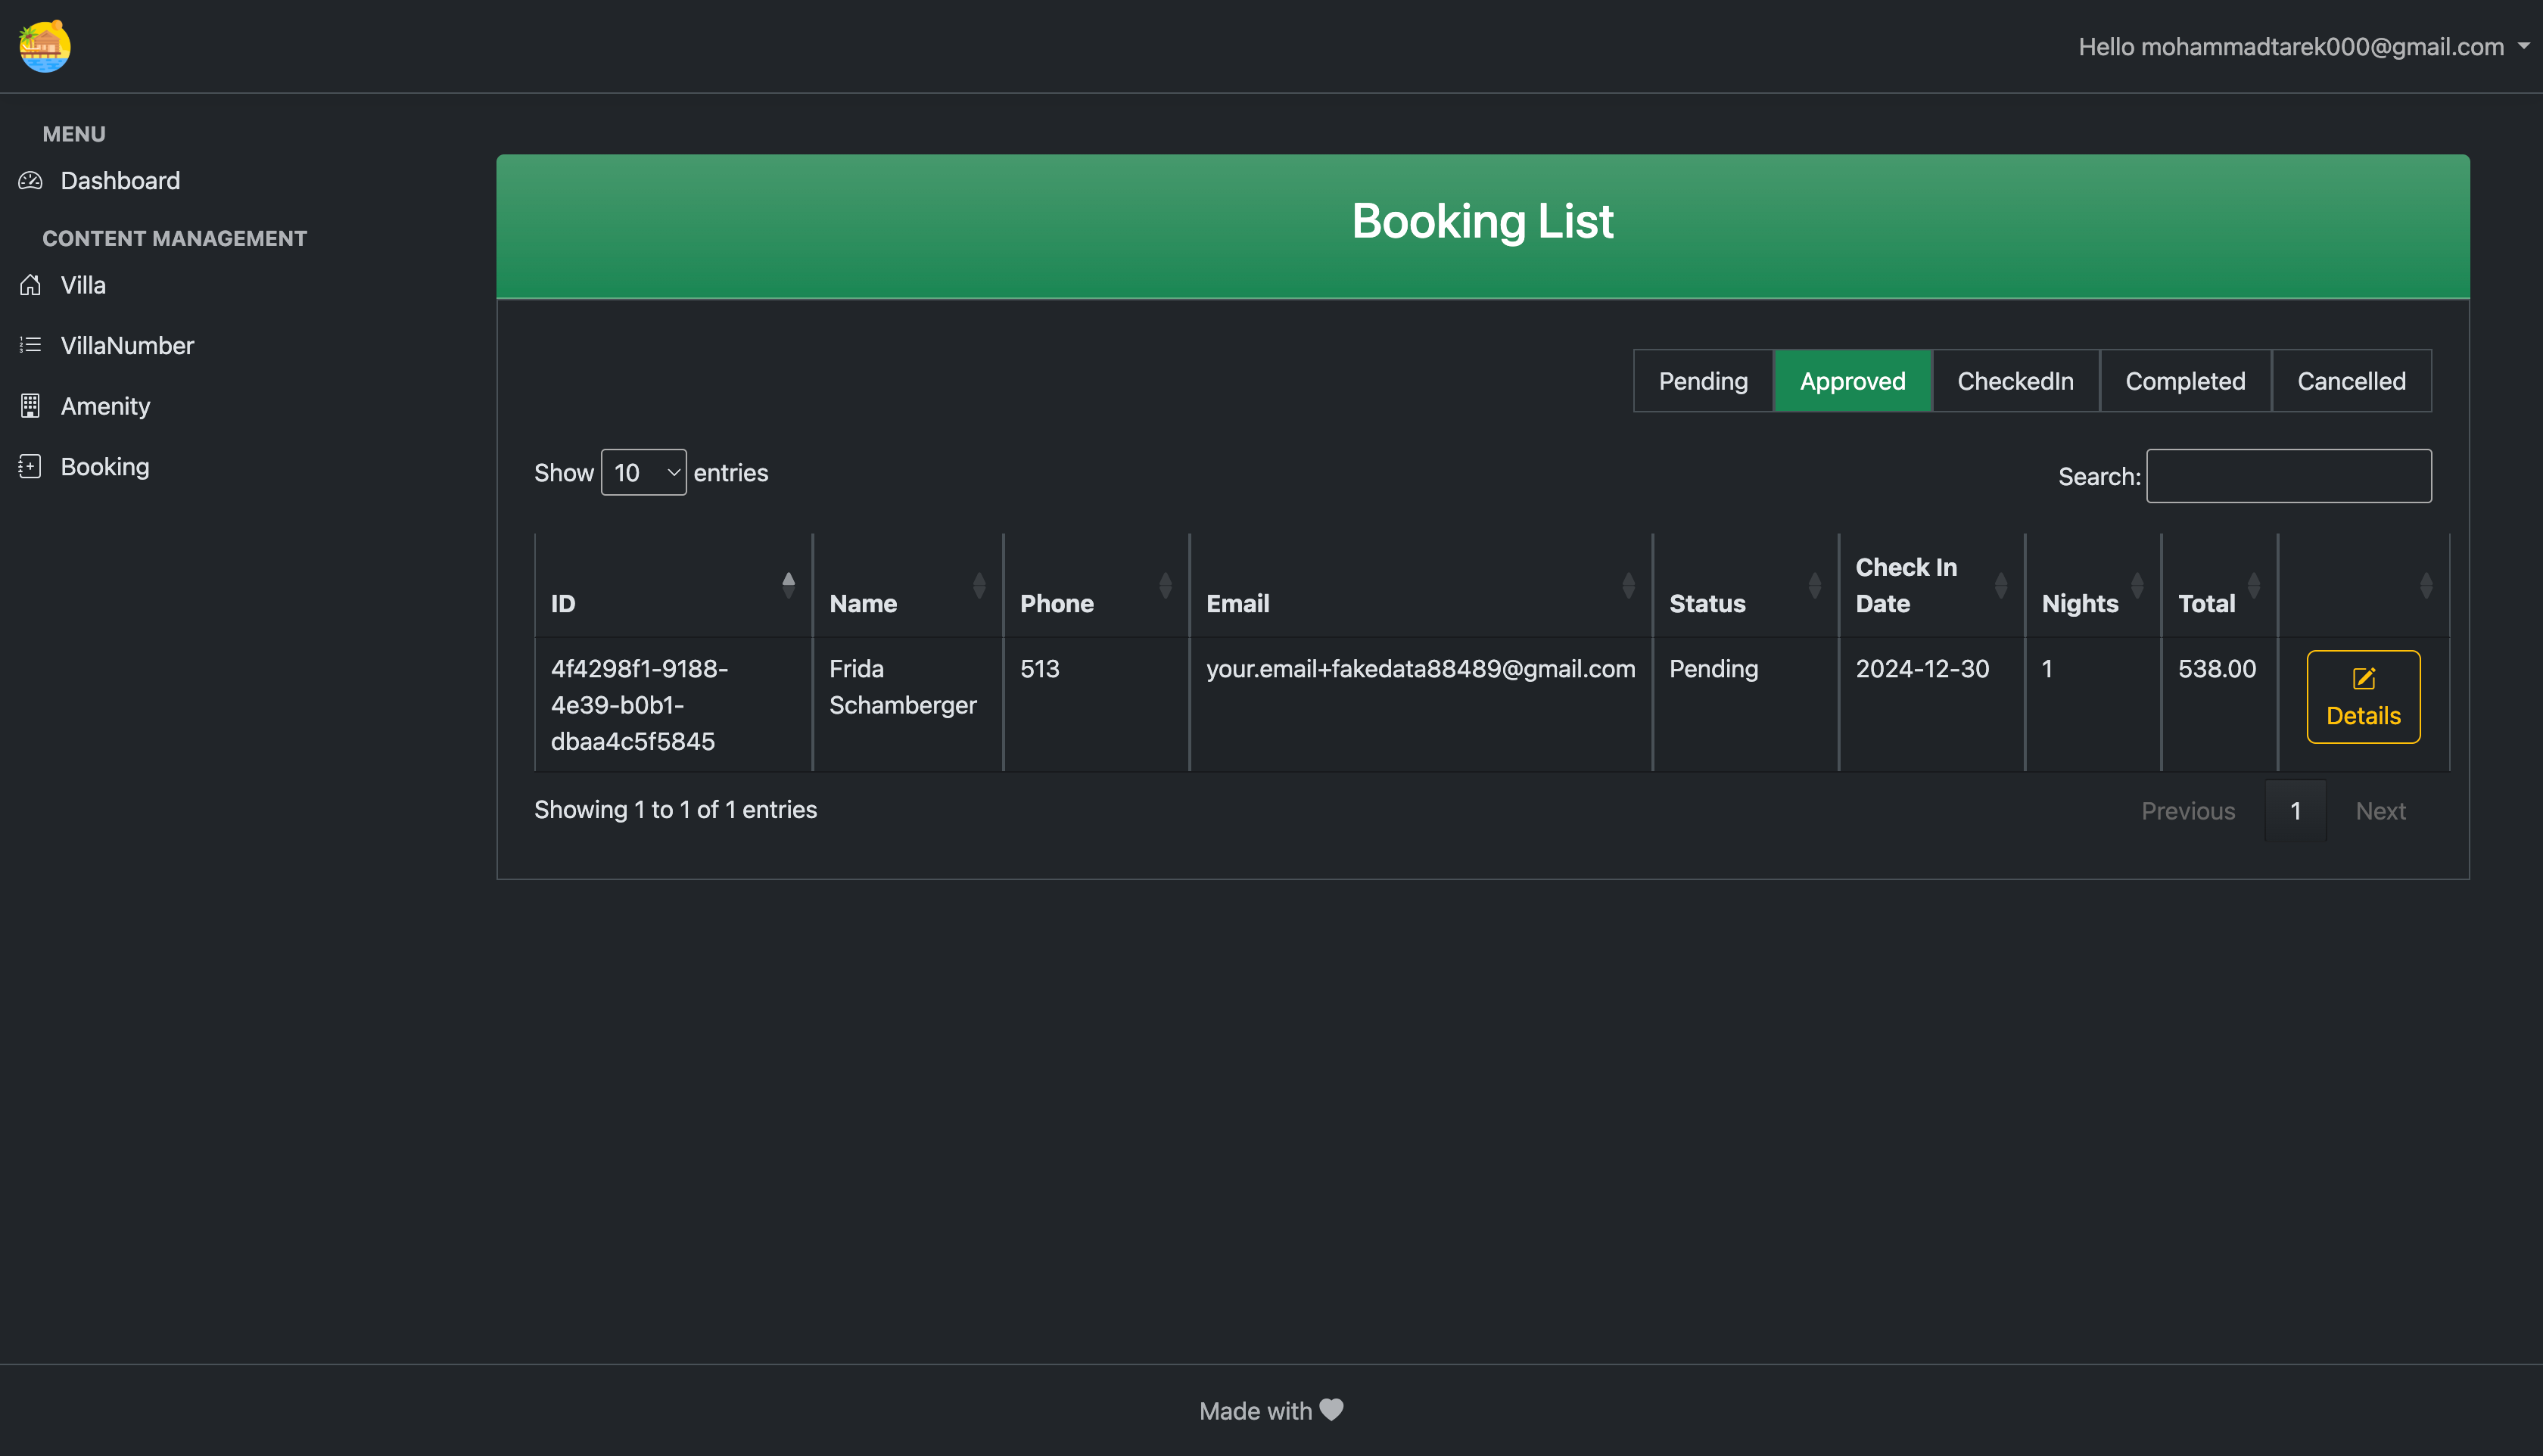 Hello mohammadtarek000@gmail.com
MENU
Dashboard
CONTENT MANAGEMENT
Villa
VillaNumber
Amenity
Booking
Booking List
Pending Approved CheckedIn Completed Cancelled
Show 10 entries
Search:
ID Name Phone Email Status Check In Date Nights Total
4f4298f1-9188-
4e39-b0b1-
dbaa4c5f5845
Frida
Schamberger
513
your.email+fakedata88489@gmail.com
Pending
2024-12-30
1
538.00
Details
Showing 1 to 1 of 1 entries
Previous 1 Next
Made with